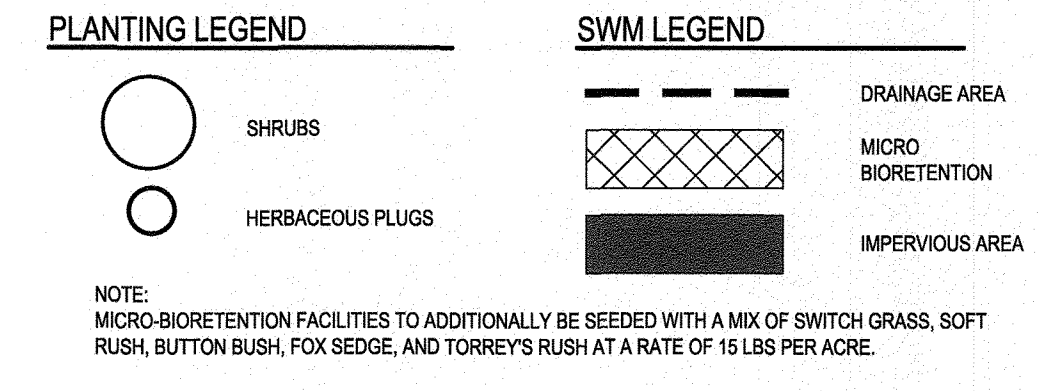 PLANTING LEGEND
SHRUBS
HERBACEOUS PLUGS
SWM LEGEND
DRAINAGE AREA
MICRO
BIORETENTION
IMPERVIOUS AREA
NOTE:
MICRO-BIORETENTION FACILITIES TO ADDITIONALLY BE SEEDED WITH A MIX OF SWITCH GRASS, SOFT
RUSH, BUTTON BUSH, FOX SEDGE, AND TORREY'S RUSH AT A RATE OF 15 LBS PER ACRE.